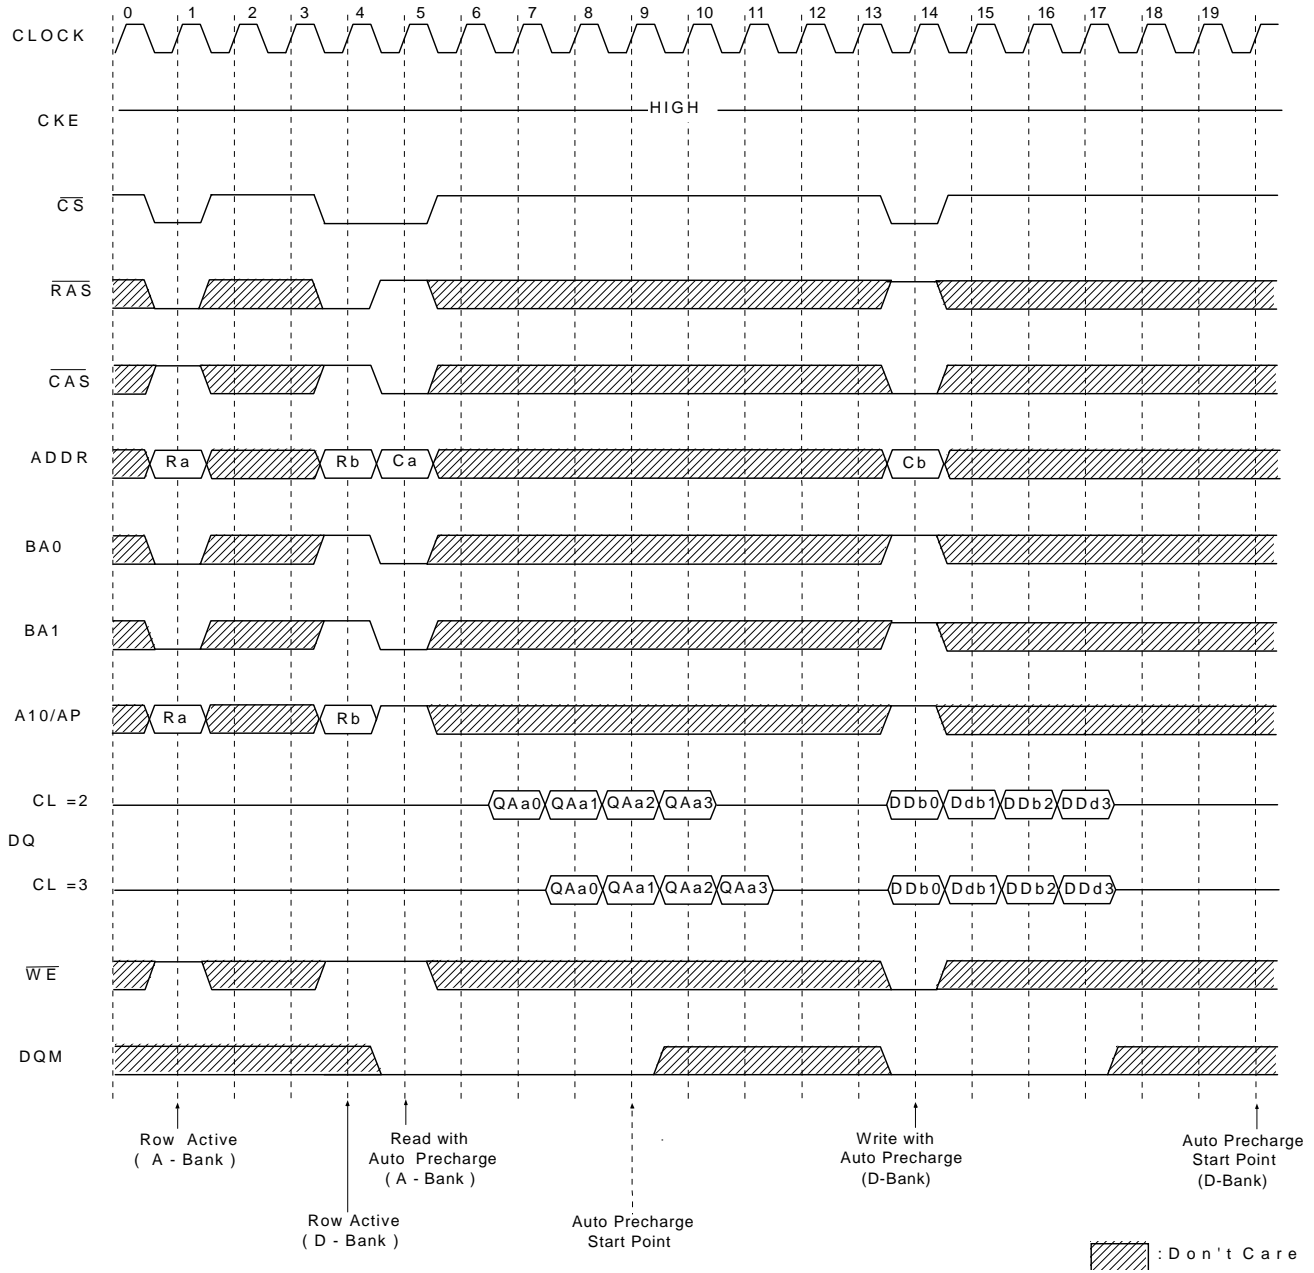 0 1 2 3 4 5 6 7 8 9 10 11 12 13 14 15 16 17 18 19
CLOCK
HIGH
CKE
CS
RAS
CAS
ADDR Ra Rb Ca Cb
BA0
BA1
A10/AP Ra Rb
CL =2 QAa0 QAa1 QAa2 QAa3 DDb0 Ddb1 DDb2 DDd3
DQ
CL =3 QAa0 QAa1 QAa2 QAa3 DDb0 Ddb1 DDb2 DDd3
WE
DQM
Row Active
( A - Bank )
Read with
Auto Precharge
( A - Bank )
Write with
Auto Precharge
(D-Bank)
Auto Precharge
Start Point
(D-Bank)
Row Active
( D - Bank )
Auto Precharge
Start Point
: Don't Care